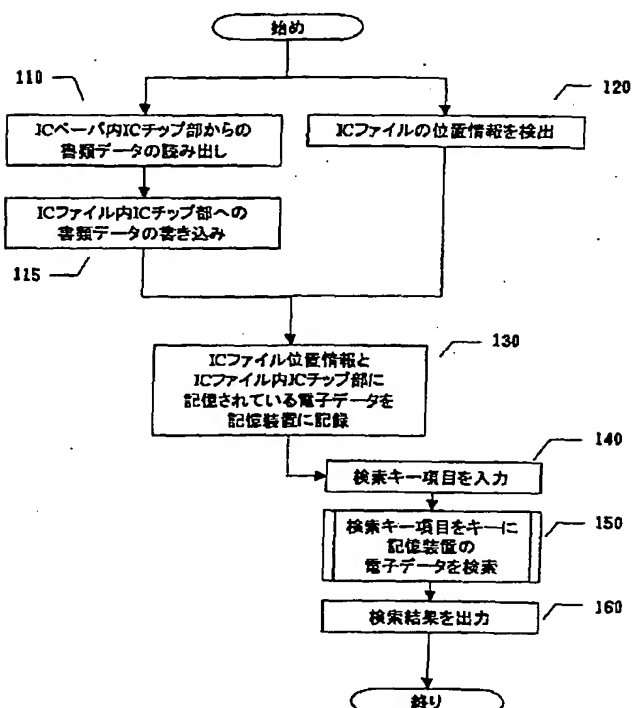 始め
110
120
ICペーパ内ICチップ部からの
書類データの読み出し
ICファイルの位置情報を検出
ICファイル内ICチップ部への
書類データの書き込み
115
130
ICファイル位置情報と
ICファイル内ICチップ部に
記憶されている電子データを
記憶装置に記録
140
検索キー項目を入力
150
検索キー項目をキーに
記憶装置の
電子データを検索
160
検索結果を出力
終り